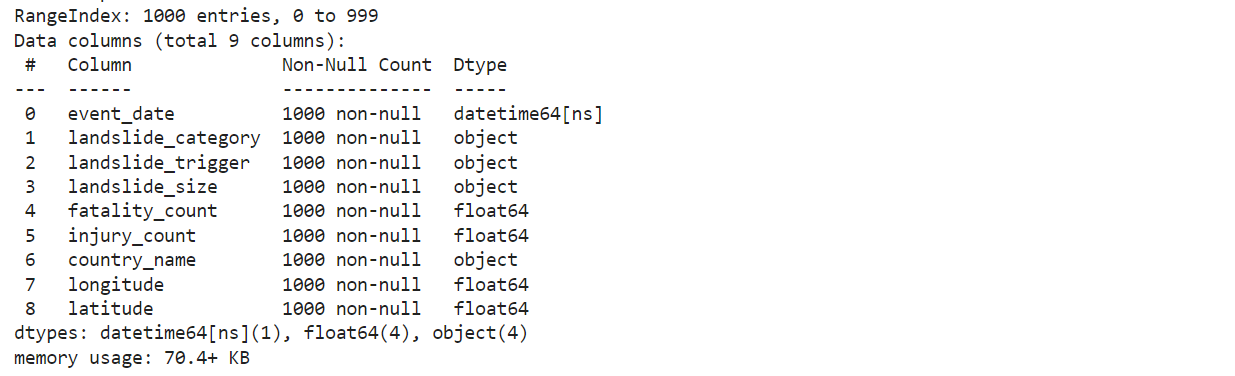 RangeIndex: 1000 entries, 0 to 999
Data columns (total 9 columns):
 #   Column              Non-Null Count  Dtype
---  ------              --------------  -----
 0   event_date          1000 non-null   datetime64[ns]
 1   landslide_category  1000 non-null   object
 2   landslide_trigger   1000 non-null   object
 3   landslide_size      1000 non-null   object
 4   fatality_count      1000 non-null   float64
 5   injury_count        1000 non-null   float64
 6   country_name        1000 non-null   object
 7   longitude           1000 non-null   float64
 8   latitude            1000 non-null   float64
dtypes: datetime64[ns](1), float64(4), object(4)
memory usage: 70.4+ KB